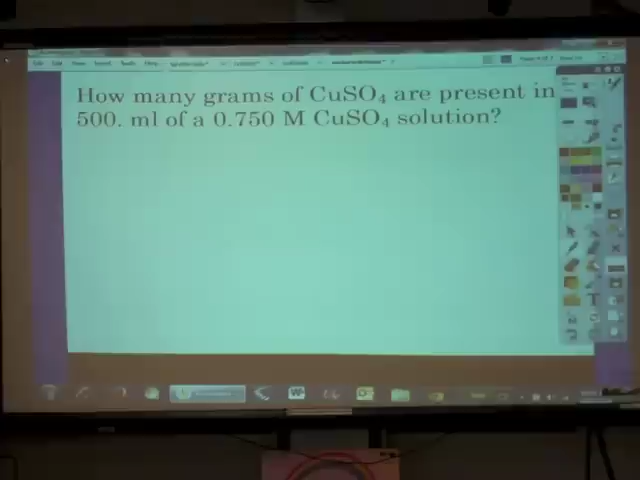 How many grams of CuSO₄ are present in
500. ml of a 0.750 M CuSO₄ solution?